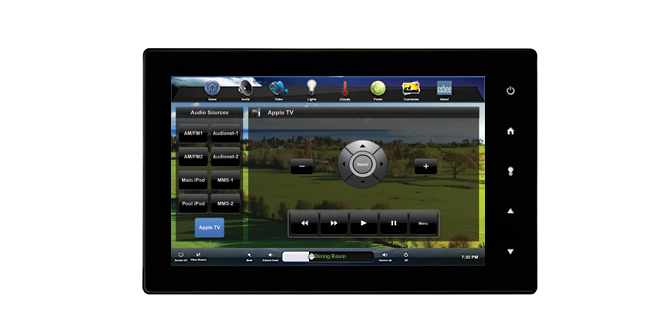 Home Audio Video Lights Climate Power Customize About
Audio Sources
Apple TV
AM/FM1 Audionet-1
AM/FM2 Audionet-2
Select
Main iPod MMS-1
Pool iPod MMS-2
Menu
Apple TV
Dining Room
7:30 PM